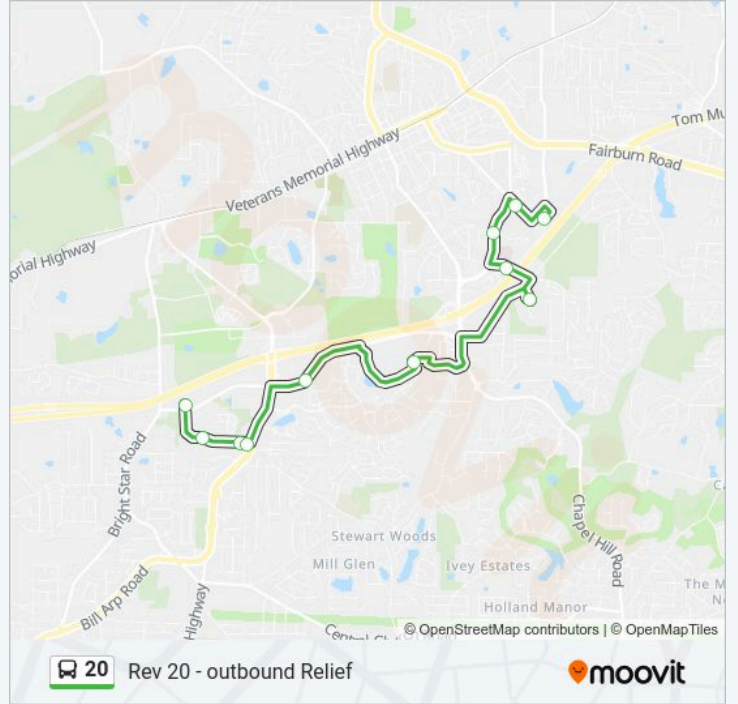 Tom Mu
Fairburn Road
Veterans Memorial Highway
orial Highway
Bright Star Road
Stewart Woods
Mill Glen
Ivey Estates
Chapel Hill Road
C
The M
N
Holland Manor
Bill Arp Road
Highway
© OpenStreetMap contributors | © OpenMapTiles
20 Rev 20 - outbound Relief
moovit